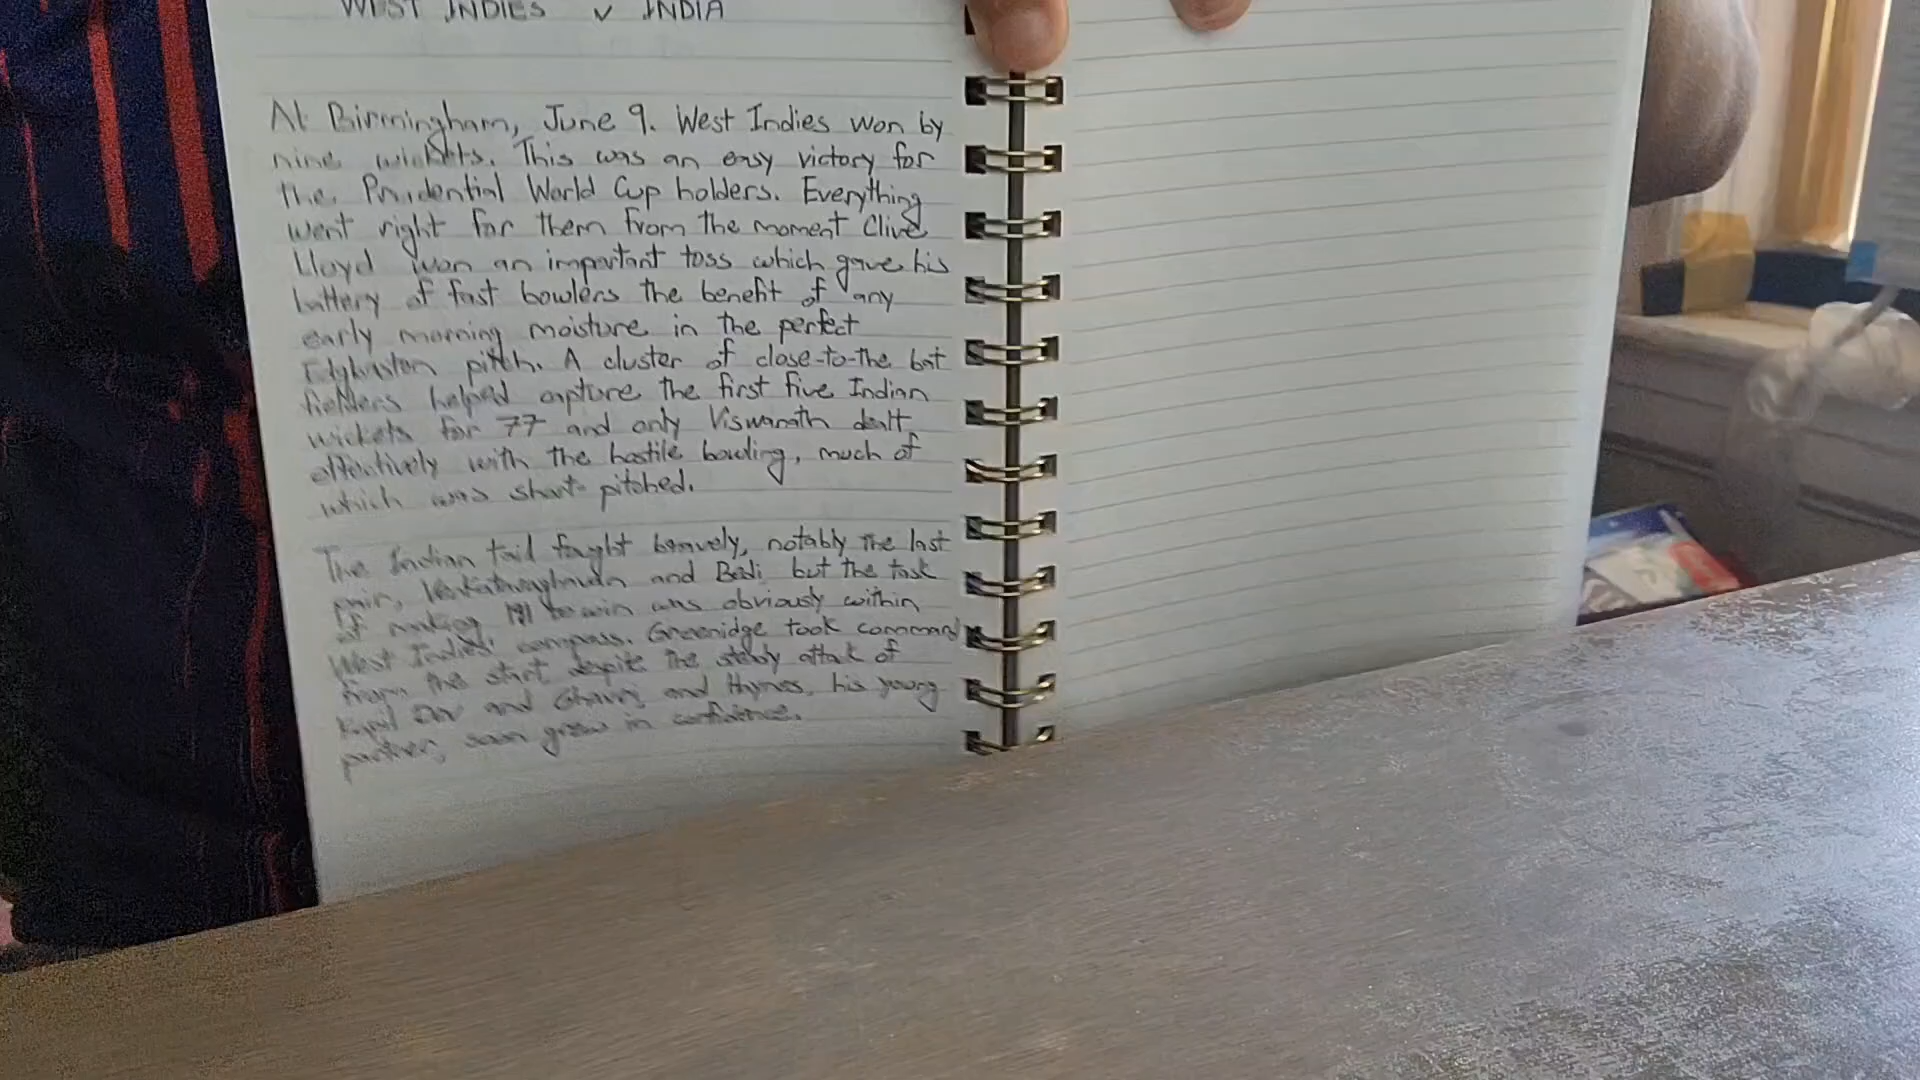 WEST INDIES v INDIA
At Birmingham, June 9. West Indies won by
nine wickets. This was an easy victory for
the Prudential World Cup holders. Everything
went right for them from the moment Clive
Lloyd won an important toss which gave his
battery of fast bowlers the benefit of any
early morning moisture in the perfect
Edgbaston pitch. A cluster of close-to-the bat
fielders helped capture the first five Indian
wickets for 77 and only Viswanath dealt
effectively with the hostile bowling, much of
which was short-pitched.
The Indian tail fought bravely, notably the last
pair, Venkataraghavan and Bedi, but the task
of making 191 to win was obviously within
West Indies' compass. Greenidge took command
from the start despite the steady attack of
Kapil Dev and Ghavri, and Haynes, his young
partner, soon grew in confidence.